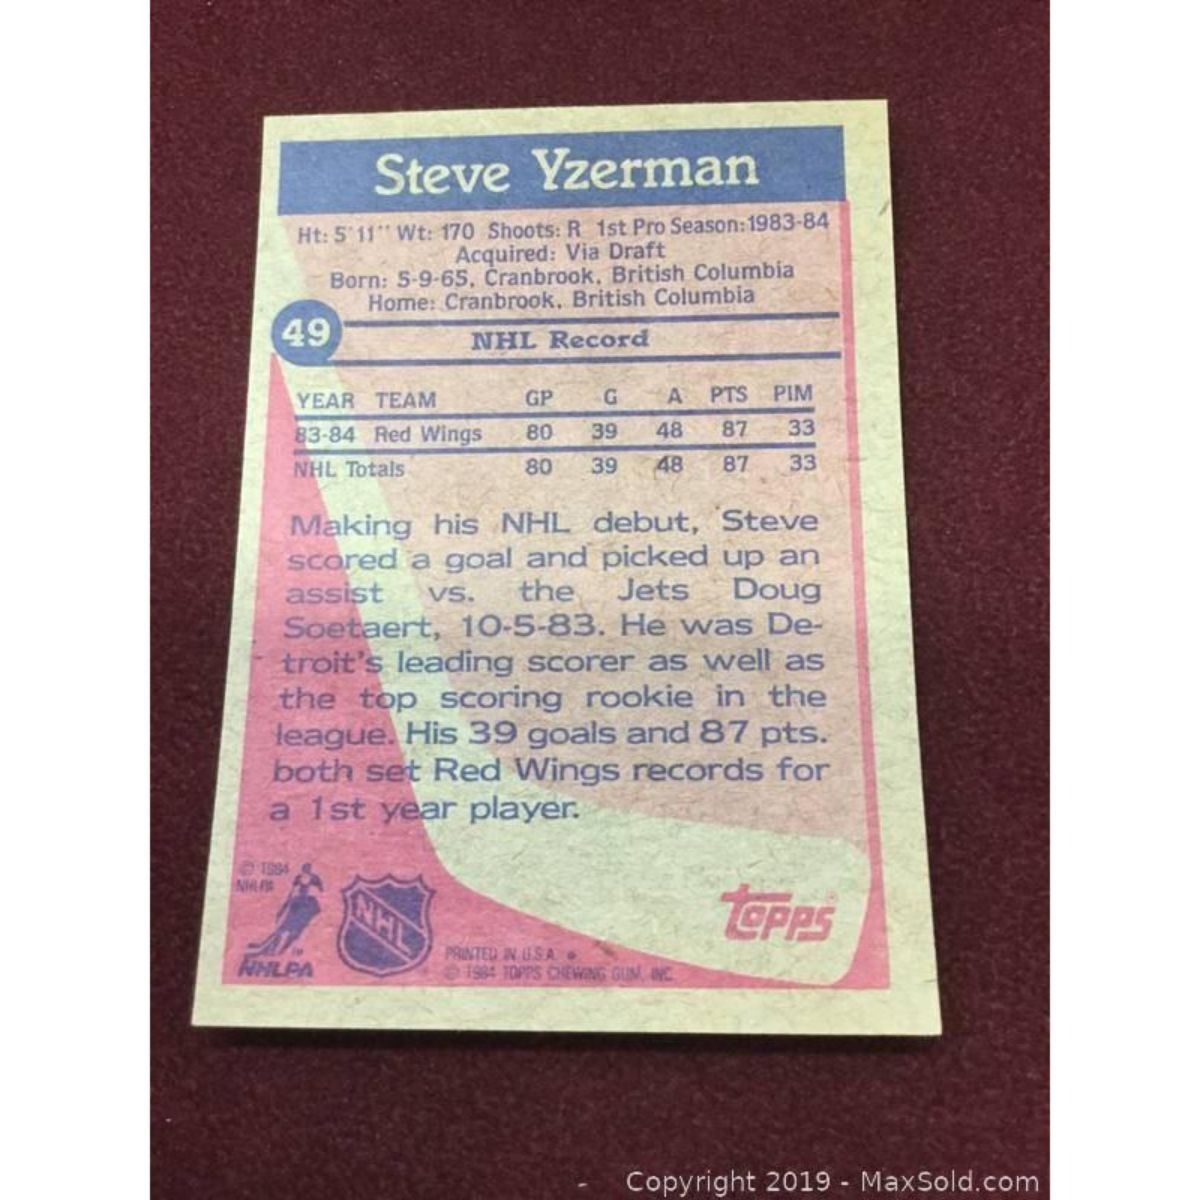 Steve Yzerman
Ht: 5'11" Wt: 170 Shoots: R 1st Pro Season: 1983-84
Acquired: Via Draft
Born: 5-9-65, Cranbrook, British Columbia
Home: Cranbrook, British Columbia
49
NHL Record
YEAR TEAM GP G A PTS PIM
83-84 Red Wings 80 39 48 87 33
NHL Totals 80 39 48 87 33
Making his NHL debut, Steve
scored a goal and picked up an
assist vs. the Jets Doug
Soetaert, 10-5-83. He was De-
troit's leading scorer as well as
the top scoring rookie in the
league. His 39 goals and 87 pts.
both set Red Wings records for
a 1st year player.
© 1984
NHLPA
NHLPA
NHL
PRINTED IN U.S.A.
© 1984 TOPPS CHEWING GUM, INC.
topps®
Copyright 2019 - MaxSold.com